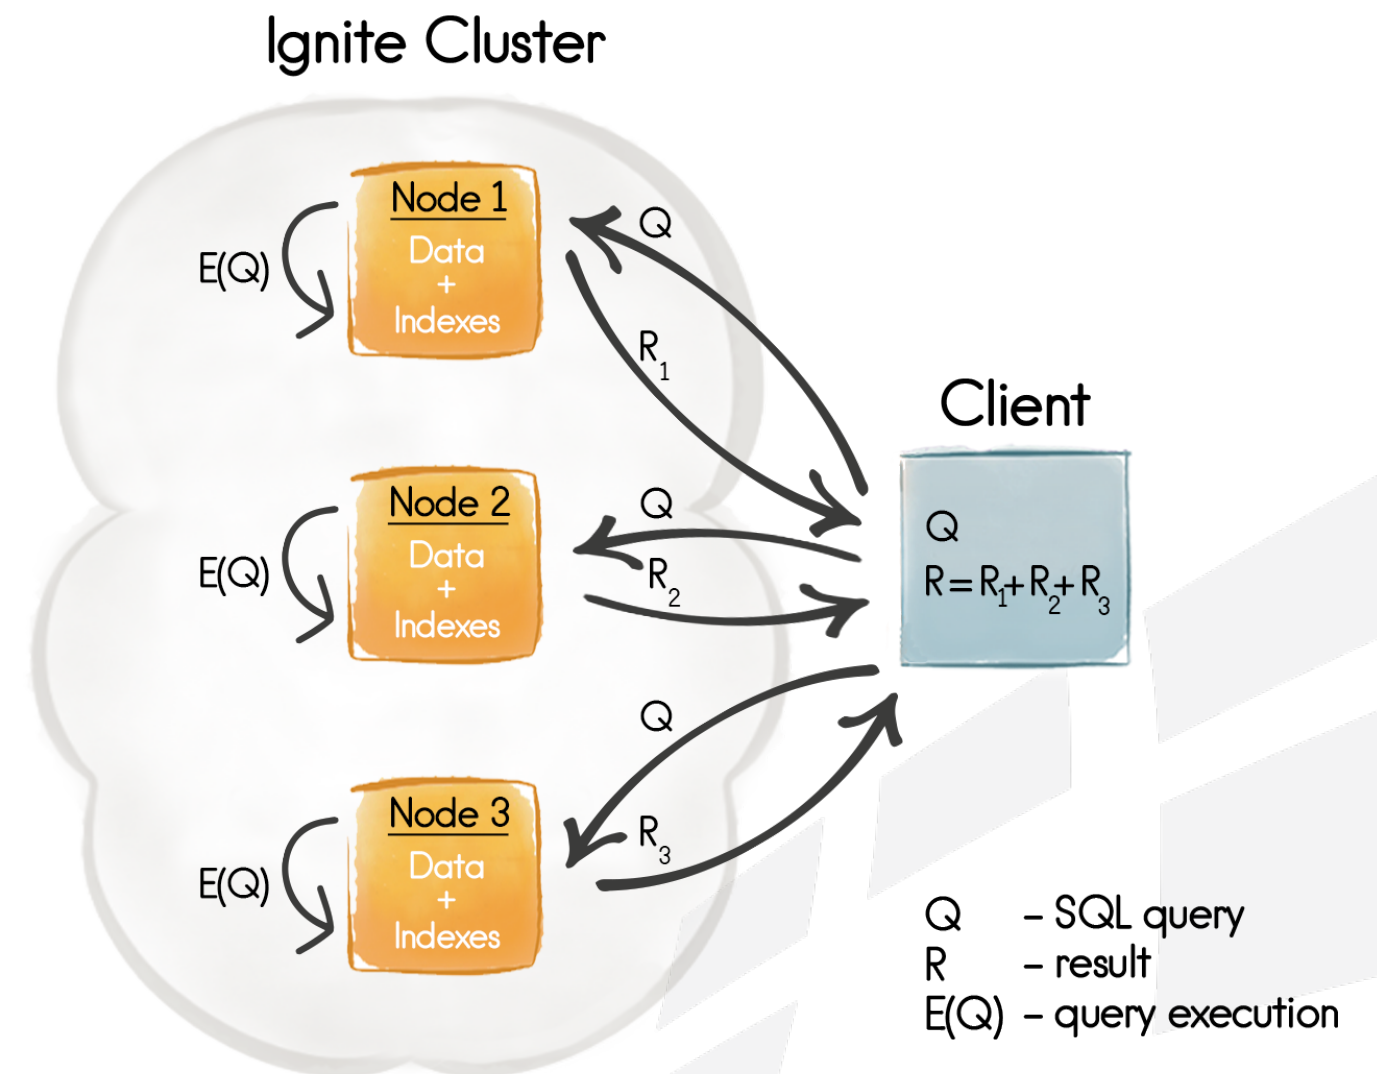 Ignite Cluster
Node 1
Data
+
Indexes
E(Q)
Q
R1
Node 2
Data
+
Indexes
E(Q)
Q
R2
Node 3
Data
+
Indexes
E(Q)
Q
R3
Client
Q
R=R1+R2+R3
Q – SQL query
R – result
E(Q) – query execution